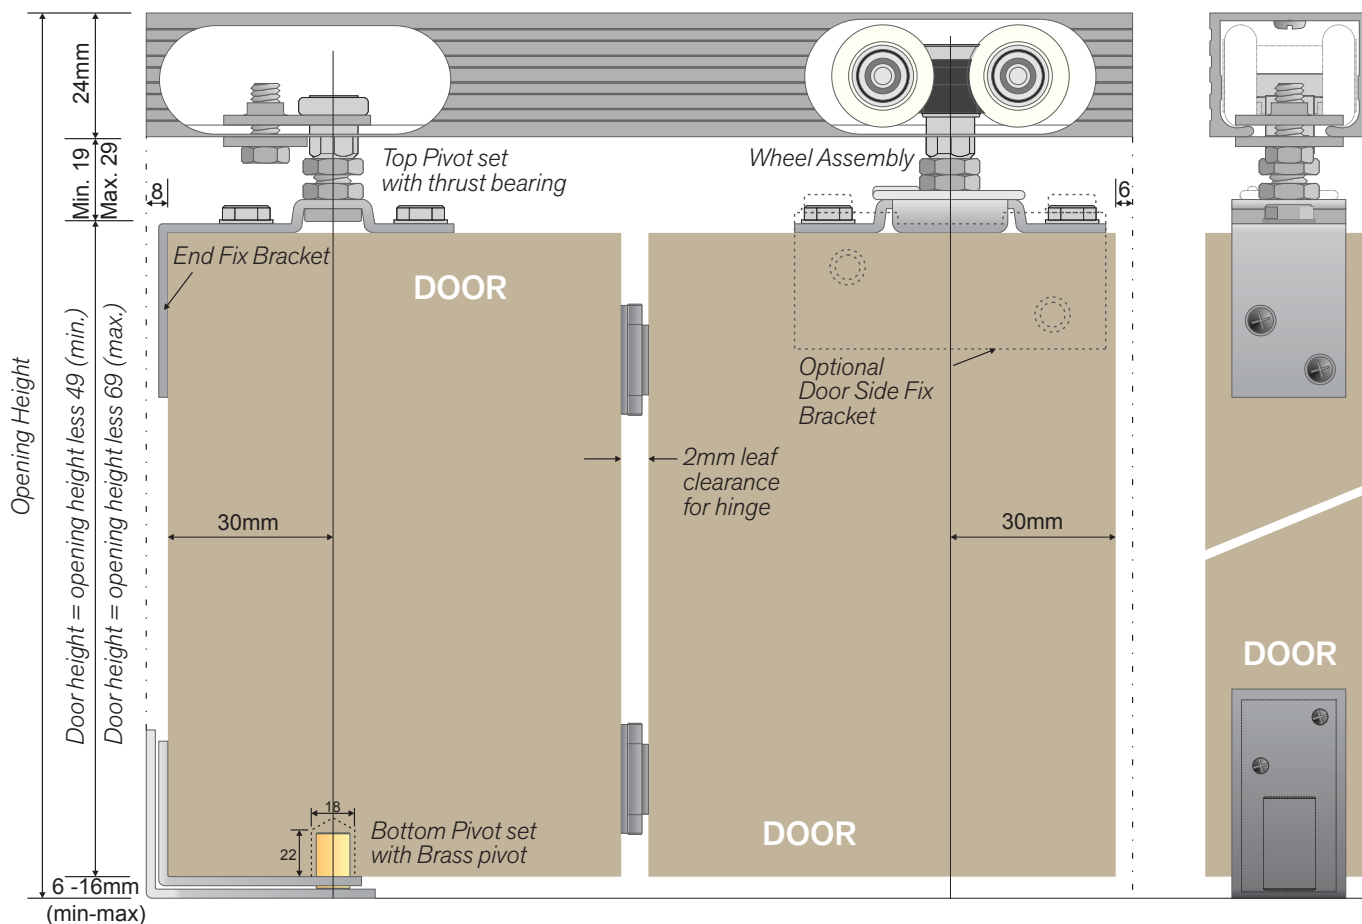 24mm
Min. 19
Max. 29
8
Top Pivot set
with thrust bearing
Wheel Assembly
6
End Fix Bracket
DOOR
Optional
Door Side Fix
Bracket
Opening Height
Door height = opening height less 49 (min.)
Door height = opening height less 69 (max.)
2mm leaf
clearance
for hinge
30mm
30mm
DOOR
18
22
Bottom Pivot set
with Brass pivot
DOOR
6 -16mm
(min-max)